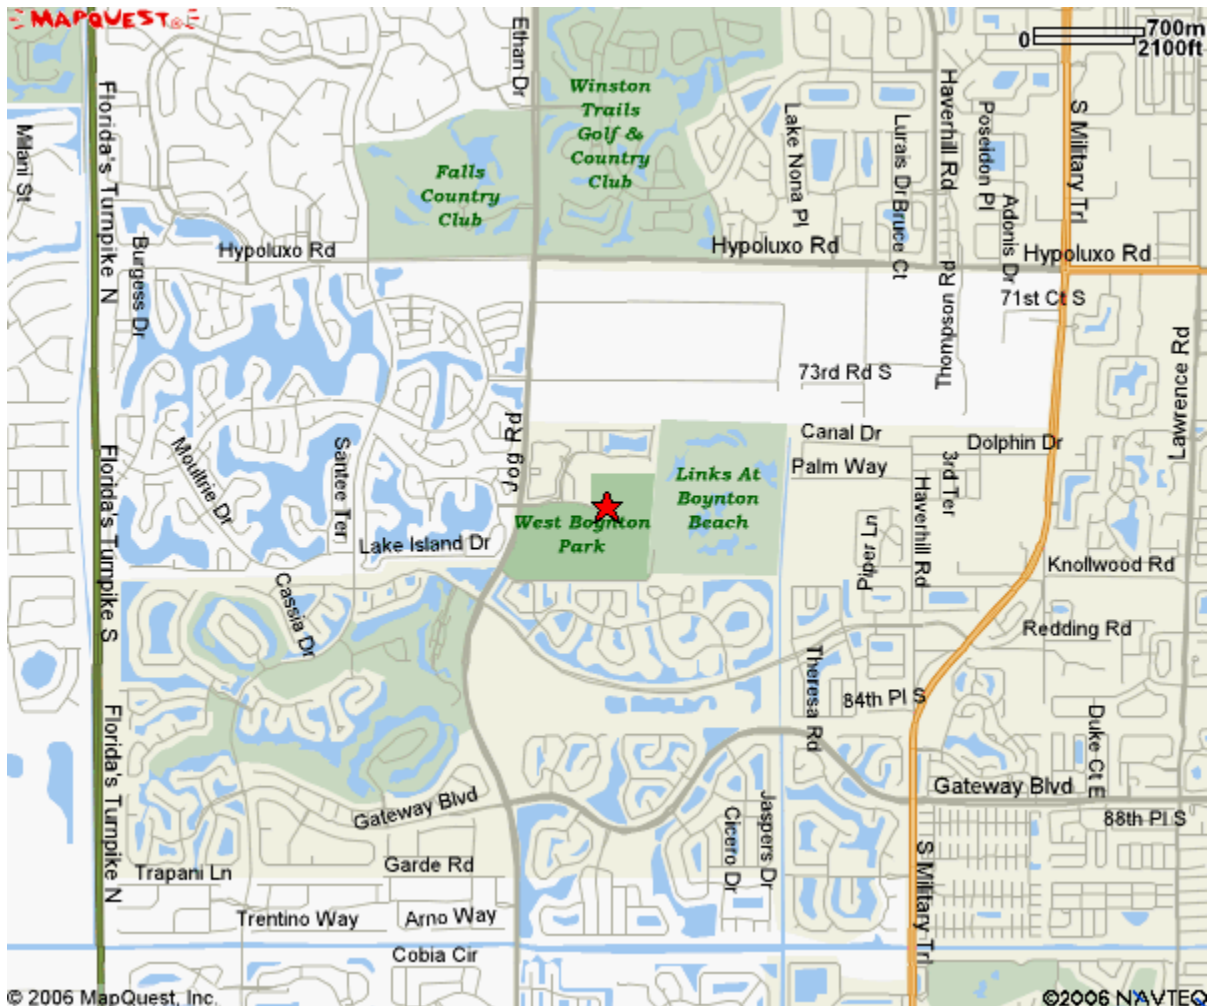 MAPQUEST®
Ethan Dr
0 700m
2100ft
Winston
Trails
Golf &
Country
Club
Falls
Country
Club
Florida's Turnpike N
Milani St
Lake Nona Pl
Lurais Dr
Bruce Ct
Haverhill Rd
Poseidon Pl
Adonis Dr
S Military Trl
Hypoluxo Rd
Hypoluxo Rd
Hypoluxo Rd
Burgess Dr
71st Ct S
Thompson Rd
73rd Rd S
Lawrence Rd
Jog Rd
Canal Dr
Dolphin Dr
Palm Way
3rd Ter
Moultrie Dr
Santee Ter
Florida's Turnpike S
Links At
Boynton
Beach
West Boynton
Park
Lake Island Dr
Piper Ln
Haverhill Rd
Knollwood Rd
Cassia Dr
Redding Rd
Theresa Rd
84th Pl S
Duke Ct E
Florida's Turnpike N
Gateway Blvd
Gateway Blvd
88th Pl S
Cicero Dr
Jaspers Dr
S Military Trl
Garde Rd
Trapani Ln
Trentino Way
Arno Way
Cobia Cir
© 2006 MapQuest, Inc.
©2006 NAVTEQ